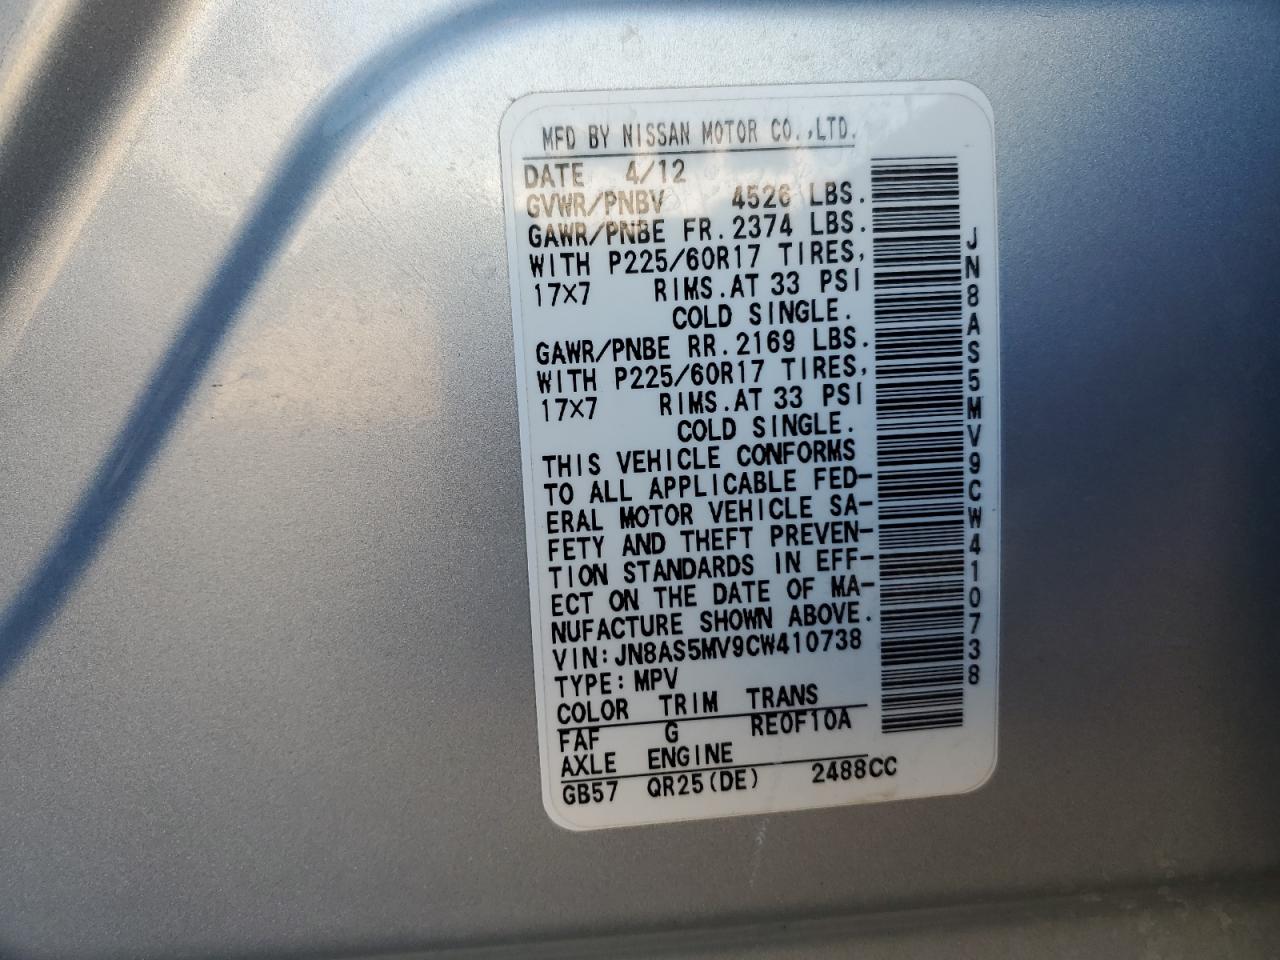 MFD BY NISSAN MOTOR CO.,LTD.
DATE 4/12
GVWR/PNBV 4526 LBS.
GAWR/PNBE FR.2374 LBS.
WITH P225/60R17 TIRES,
17×7 RIMS.AT 33 PSI
COLD SINGLE.
GAWR/PNBE RR.2169 LBS.
WITH P225/60R17 TIRES,
17×7 RIMS.AT 33 PSI
COLD SINGLE.
THIS VEHICLE CONFORMS
TO ALL APPLICABLE FED-
ERAL MOTOR VEHICLE SA-
FETY AND THEFT PREVEN-
TION STANDARDS IN EFF-
ECT ON THE DATE OF MA-
NUFACTURE SHOWN ABOVE.
VIN:JN8AS5MV9CW410738
TYPE:MPV
COLOR TRIM TRANS
FAF G RE0F10A
AXLE ENGINE
GB57 QR25(DE) 2488CC
JN8AS5MV9CW410738